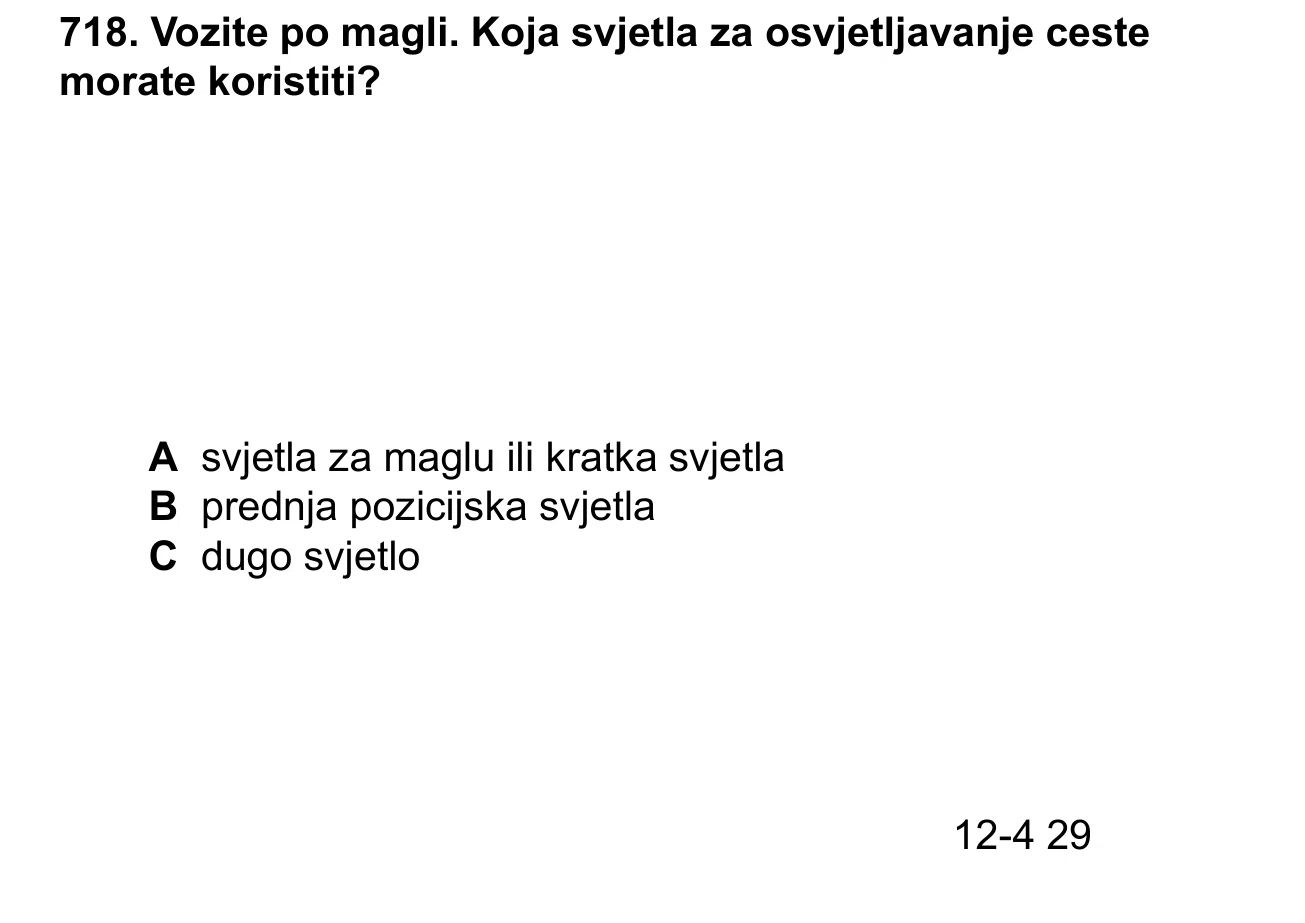 718. Vozite po magli. Koja svjetla za osvjetljavanje ceste
morate koristiti?
A svjetla za maglu ili kratka svjetla
B prednja pozicijska svjetla
C dugo svjetlo
12-4 29